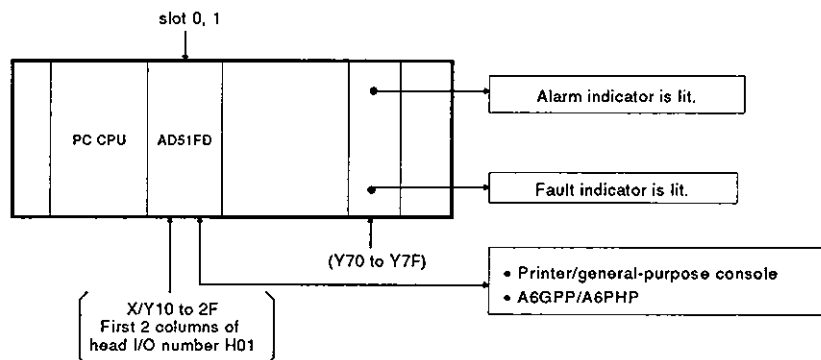 slot 0, 1
PC CPU
AD51FD
Alarm indicator is lit.
Fault indicator is lit.
(Y70 to Y7F)
• Printer/general-purpose console
• A6GPP/A6PHP
X/Y10 to 2F
First 2 columns of
head I/O number H01